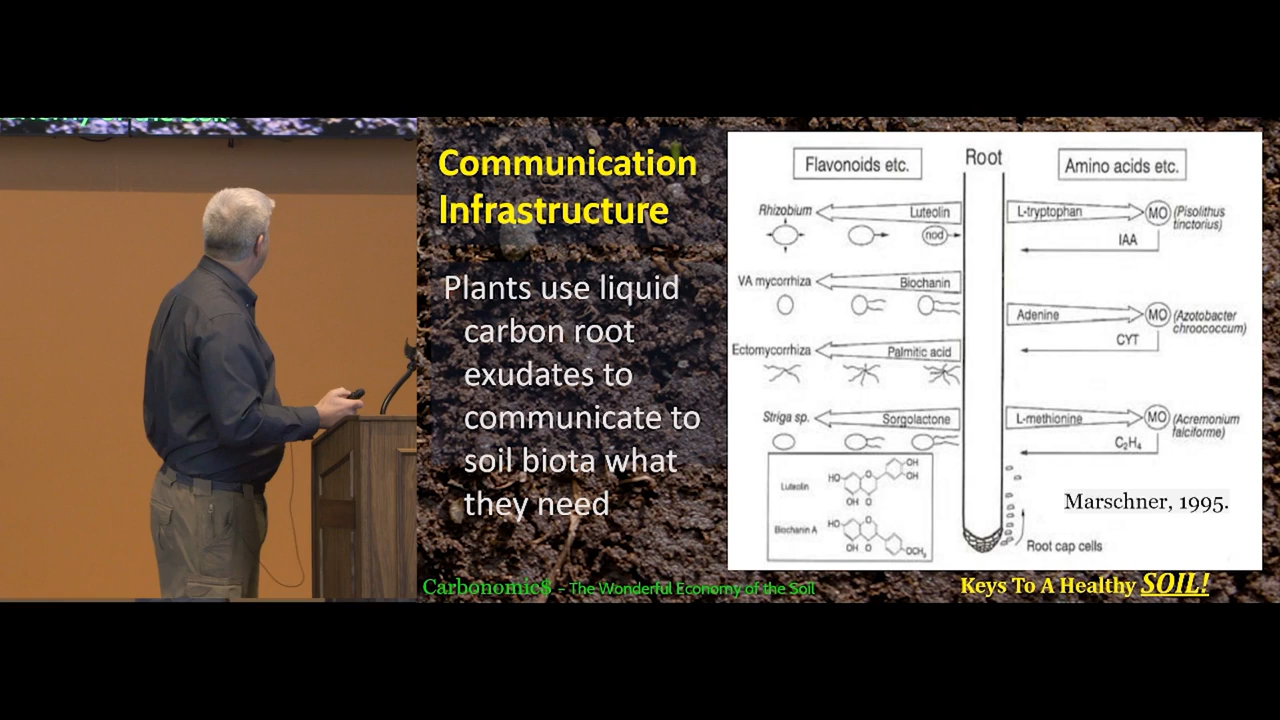 Communication
Infrastructure
Plants use liquid
carbon root
exudates to
communicate to
soil biota what
they need
Flavonoids etc.
Root
Amino acids etc.
Rhizobium
Luteolin
nod
L-tryptophan
MO
(Pisolithus
tinctorius)
IAA
VA mycorrhiza
Biochanin
Adenine
MO
(Azotobacter
chroococcum)
CYT
Ectomycorrhiza
Palmitic acid
Striga sp.
Sorgolactone
L-methionine
MO
(Acremonium
falciforme)
C₂H₄
Luteolin
HO
O
OH
OH
OH
O
Biochanin A
HO
O
OH
O
OCH₃
Marschner, 1995.
Root cap cells
Carbonomic$ - The Wonderful Economy of the Soil
Keys To A Healthy SOIL!